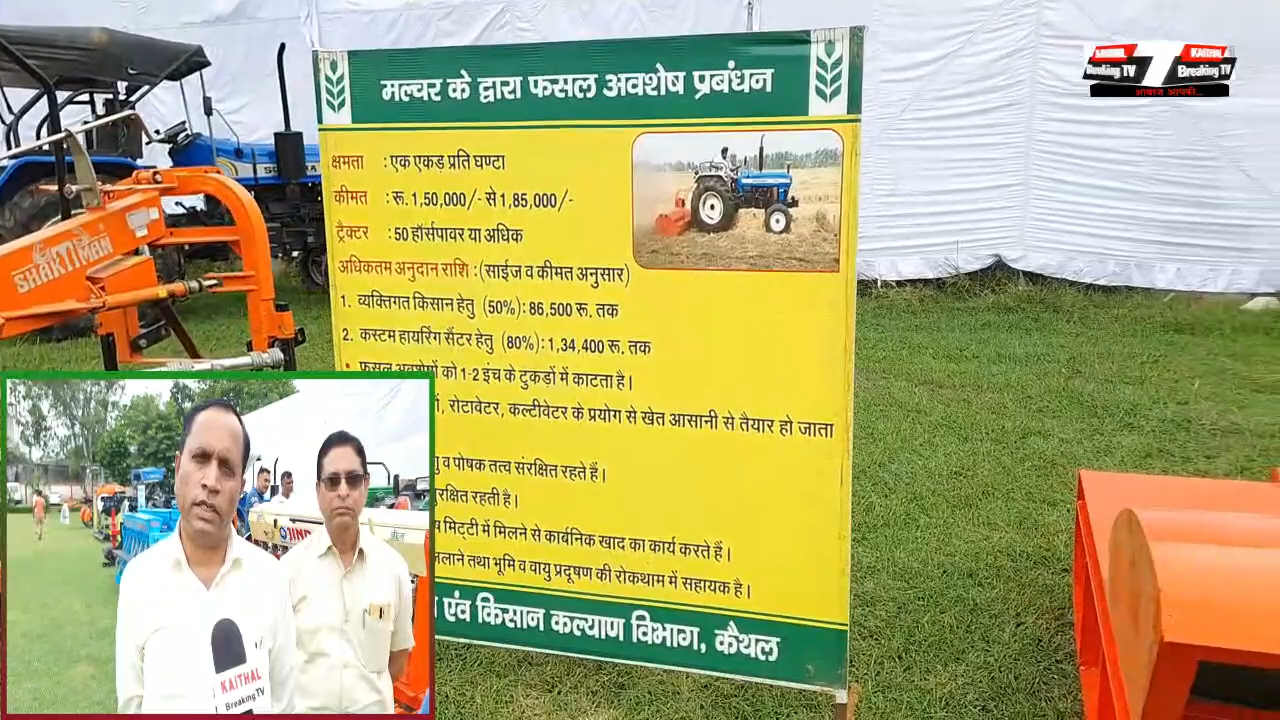 मल्चर के द्वारा फसल अवशेष प्रबंधन
क्षमता : एक एकड़ प्रति घण्टा
कीमत : रू. 1,50,000/- से 1,85,000/-
ट्रैक्टर : 50 हॉर्सपावर या अधिक
अधिकतम अनुदान राशि : (साईज व कीमत अनुसार)
1. व्यक्तिगत किसान हेतु (50%): 86,500 रू. तक
2. कस्टम हायरिंग सैंटर हेतु (80%): 1,34,400 रू. तक
फसल अवशेषों को 1-2 इंच के टुकड़ों में काटता है।
रोटावेटर, कल्टीवेटर के प्रयोग से खेत आसानी से तैयार हो जाता
व पोषक तत्व संरक्षित रहते हैं।
रहती है।
मिट्टी में मिलने से कार्बनिक खाद का कार्य करते हैं।
तथा भूमि व वायु प्रदूषण की रोकथाम में सहायक है।
एंव किसान कल्याण विभाग, कैथल
SHAKTIMAN
KAITHAL
Breaking TV
KAITHAL
Breaking TV
Breaking TV
आवाज आपकी...